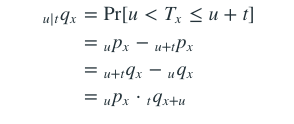 ᵤ|ₜqₓ = Pr[u < Tₓ ≤ u + t]
= ᵤpₓ − ᵤ₊ₜpₓ
= ᵤ₊ₜqₓ − ᵤqₓ
= ᵤpₓ · ₜqₓ₊ᵤ